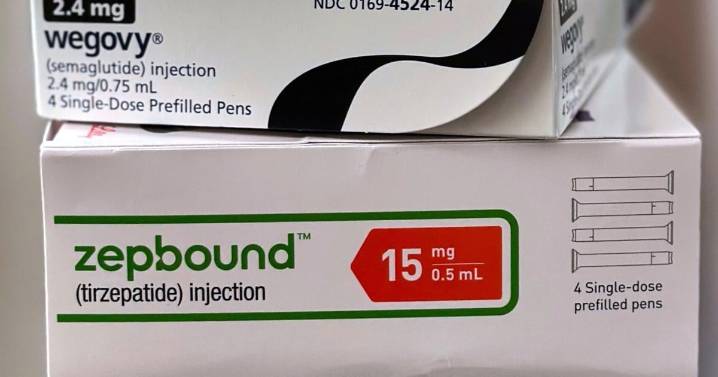 2.4 mg
NDC 0169-4524-14
wegovy®
(semaglutide) injection
2.4 mg/0.75 mL
4 Single-Dose Prefilled Pens
wegovy
zepbound™
(tirzepatide) injection
15 mg
0.5 mL
4 Single-dose
prefilled pens